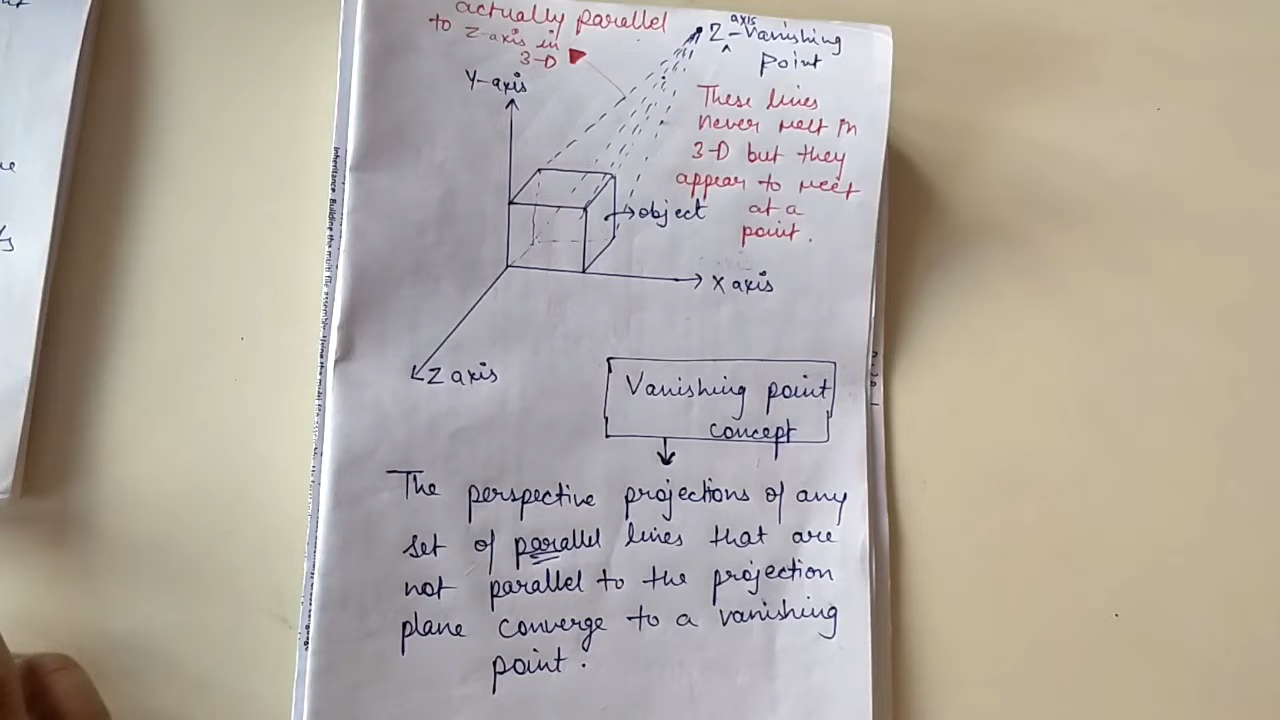 actually parallel
to Z-axis in
3-D
Z-axis Vanishing
Point
Y-axis
These lines
never meet in
3-D but they
appear to meet
at a
point.
object
X axis
Z axis
Vanishing point
concept
The perspective projections of any
set of parallel lines that are
not parallel to the projection
plane converge to a vanishing
point.